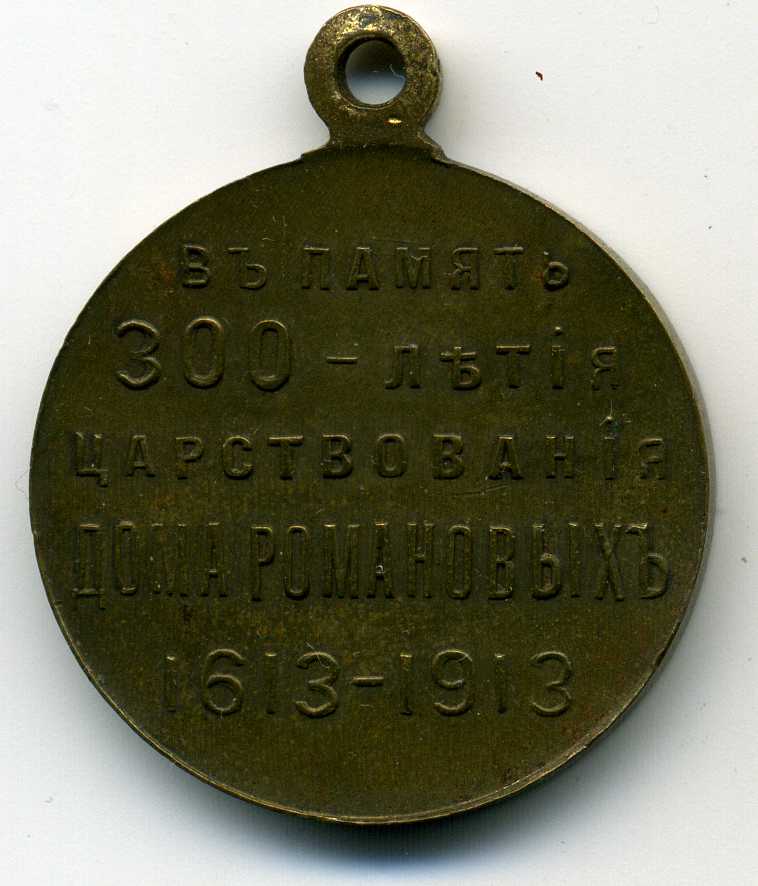 ВЪ ПАМЯТЬ
300-ЛѢТІЯ
ЦАРСТВОВАНІЯ
ДОМА РОМАНОВЫХЪ
1613-1913